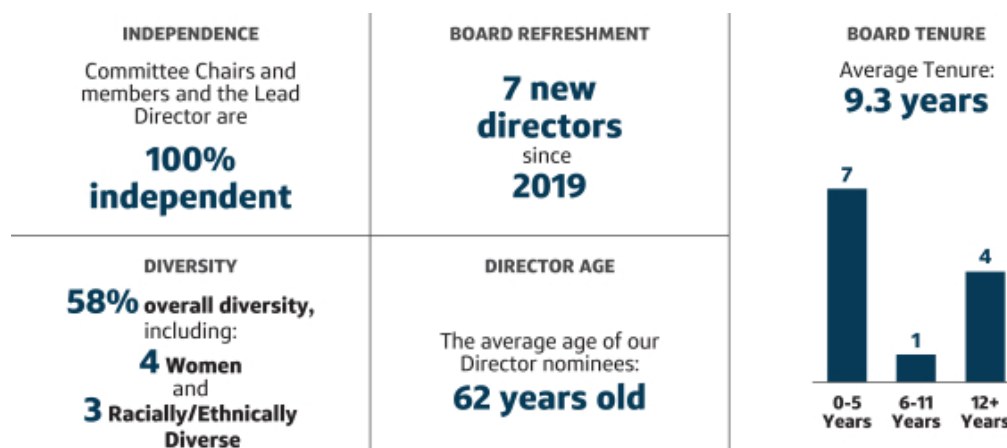 INDEPENDENCE
Committee Chairs and
members and the Lead
Director are
100%
independent
BOARD REFRESHMENT
7 new
directors
since
2019
DIVERSITY
58% overall diversity,
including:
4 Women
and
3 Racially/Ethnically
Diverse
DIRECTOR AGE
The average age of our
Director nominees:
62 years old
BOARD TENURE
Average Tenure:
9.3 years
7
1
4
0-5 6-11 12+
Years Years Years